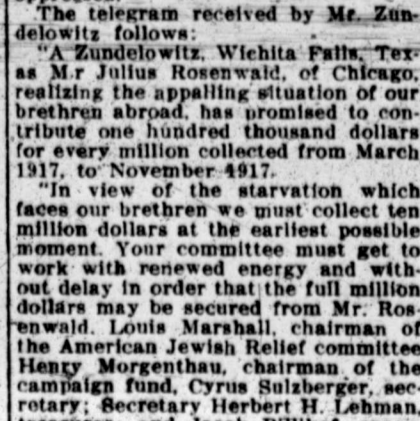 The telegram received by Mr. Zun-
delowitz follows:
"A Zundelowitz, Wichita Falls, Tex-
as M.r Julius Rosenwald, of Chicago
realizing the appalling situation of our
brethren abroad, has promised to con-
tribute one hundred thousand dollars
for every million collected from March
1917, to November 1917.
"In view of the starvation which
faces our brethren we must collect ten
million dollars at the earliest possible
moment. Your committee must get to
work with renewed energy and with
out delay in order that the full million
dollars may be secured from Mr. Ros-
enwald. Louis Marshall, chairman of
the American Jewish Relief committee
Henry Morgenthau, chairman of the
campaign fund, Cyrus Sulzberger, sec-
retary; Secretary Herbert H. Lehman,